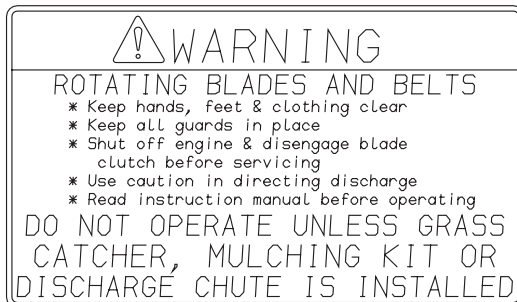 WARNING
ROTATING BLADES AND BELTS
* Keep hands, feet & clothing clear
* Keep all guards in place
* Shut off engine & disengage blade
clutch before servicing
* Use caution in directing discharge
* Read instruction manual before operating
DO NOT OPERATE UNLESS GRASS
CATCHER, MULCHING KIT OR
DISCHARGE CHUTE IS INSTALLED